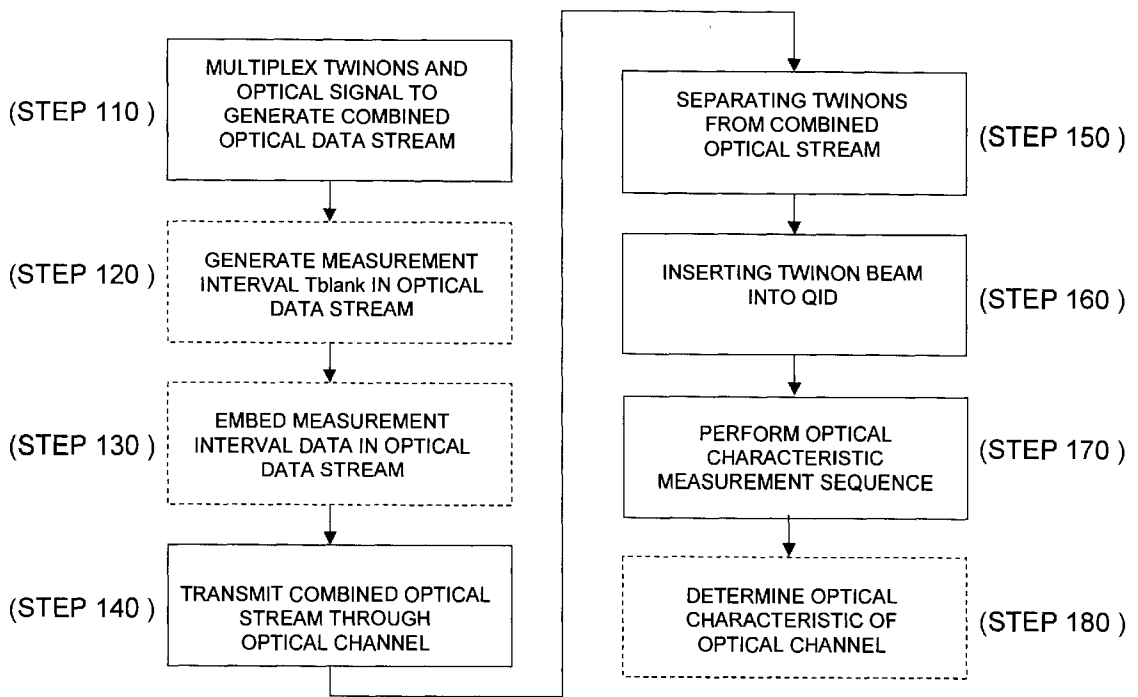 (STEP 110 )
MULTIPLEX TWINONS AND
OPTICAL SIGNAL TO
GENERATE COMBINED
OPTICAL DATA STREAM
(STEP 120)
GENERATE MEASUREMENT
INTERVAL Tblank IN OPTICAL
DATA STREAM
(STEP 130)
EMBED MEASUREMENT
INTERVAL DATA IN OPTICAL
DATA STREAM
(STEP 140)
TRANSMIT COMBINED OPTICAL
STREAM THROUGH
OPTICAL CHANNEL
SEPARATING TWINONS
FROM COMBINED
OPTICAL STREAM
(STEP 150 )
INSERTING TWINON BEAM
INTO QID
(STEP 160 )
PERFORM OPTICAL
CHARACTERISTIC
MEASUREMENT SEQUENCE
(STEP 170 )
DETERMINE OPTICAL
CHARACTERISTIC OF
OPTICAL CHANNEL
(STEP 180 )